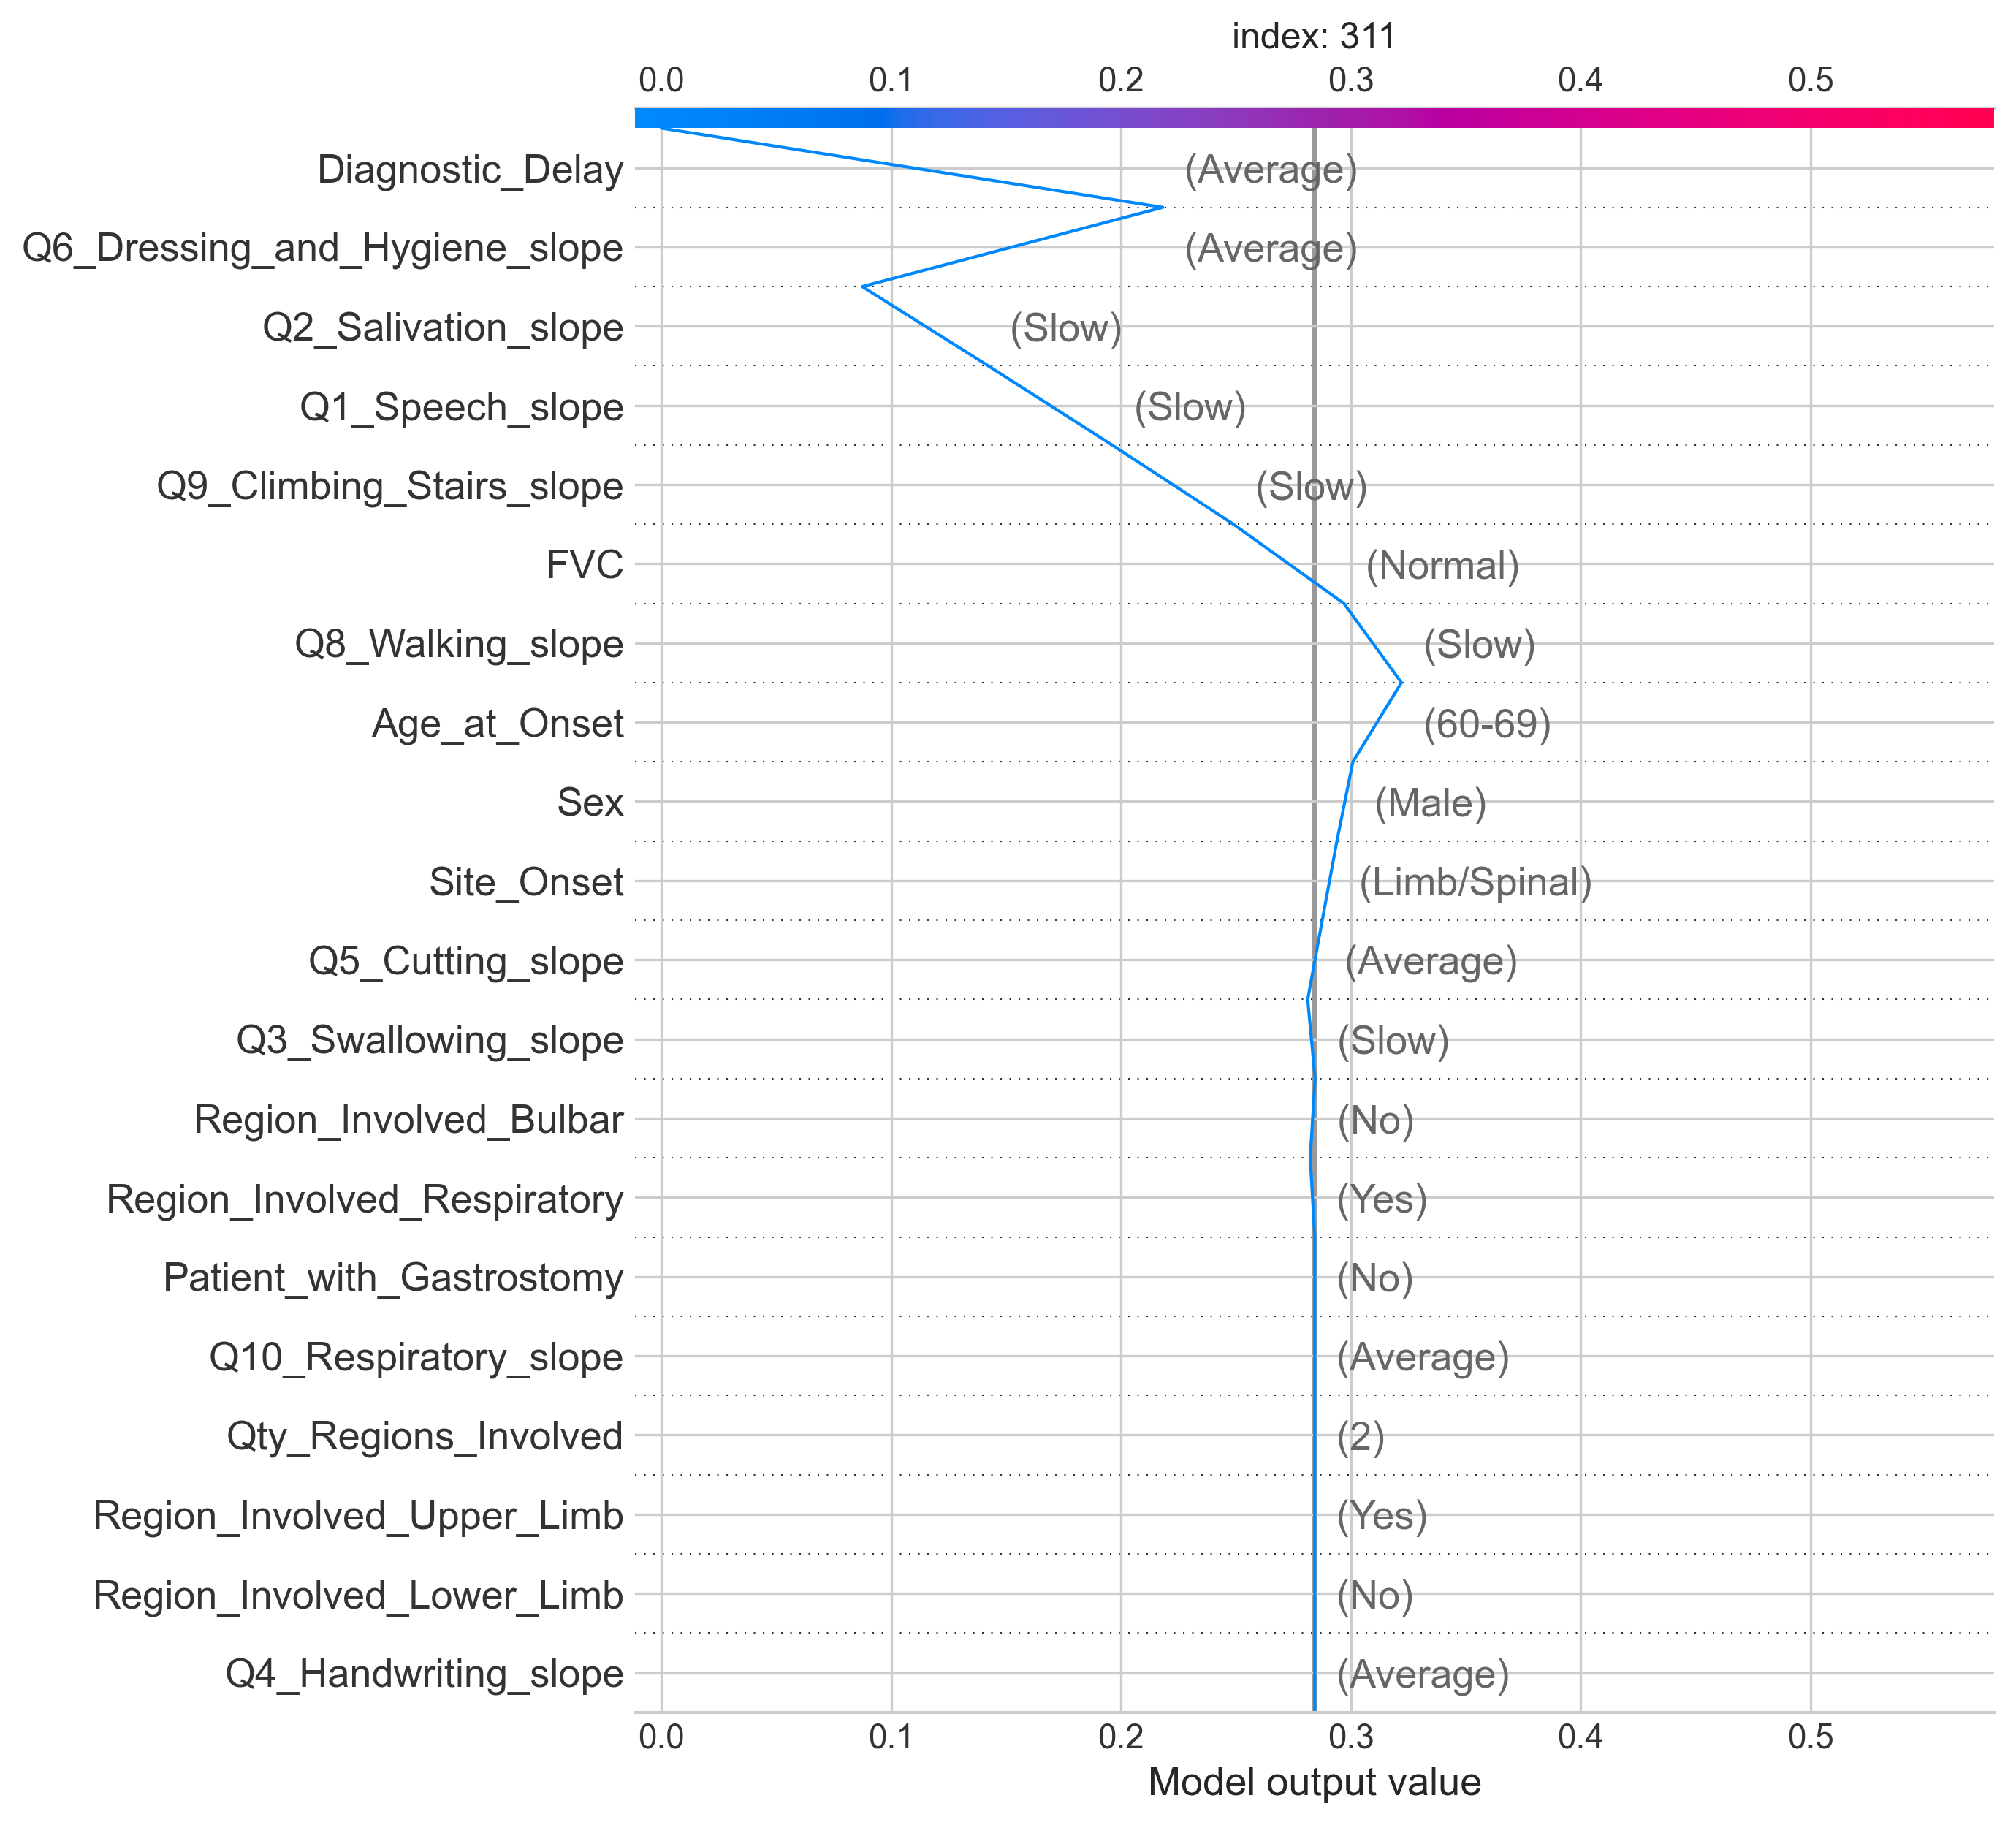 index: 311
0.0 0.1 0.2 0.3 0.4 0.5
Diagnostic_Delay (Average)
Q6_Dressing_and_Hygiene_slope (Average)
Q2_Salivation_slope (Slow)
Q1_Speech_slope (Slow)
Q9_Climbing_Stairs_slope (Slow)
FVC (Normal)
Q8_Walking_slope (Slow)
Age_at_Onset (60-69)
Sex (Male)
Site_Onset (Limb/Spinal)
Q5_Cutting_slope (Average)
Q3_Swallowing_slope (Slow)
Region_Involved_Bulbar (No)
Region_Involved_Respiratory (Yes)
Patient_with_Gastrostomy (No)
Q10_Respiratory_slope (Average)
Qty_Regions_Involved (2)
Region_Involved_Upper_Limb (Yes)
Region_Involved_Lower_Limb (No)
Q4_Handwriting_slope (Average)
0.0 0.1 0.2 0.3 0.4 0.5
Model output value